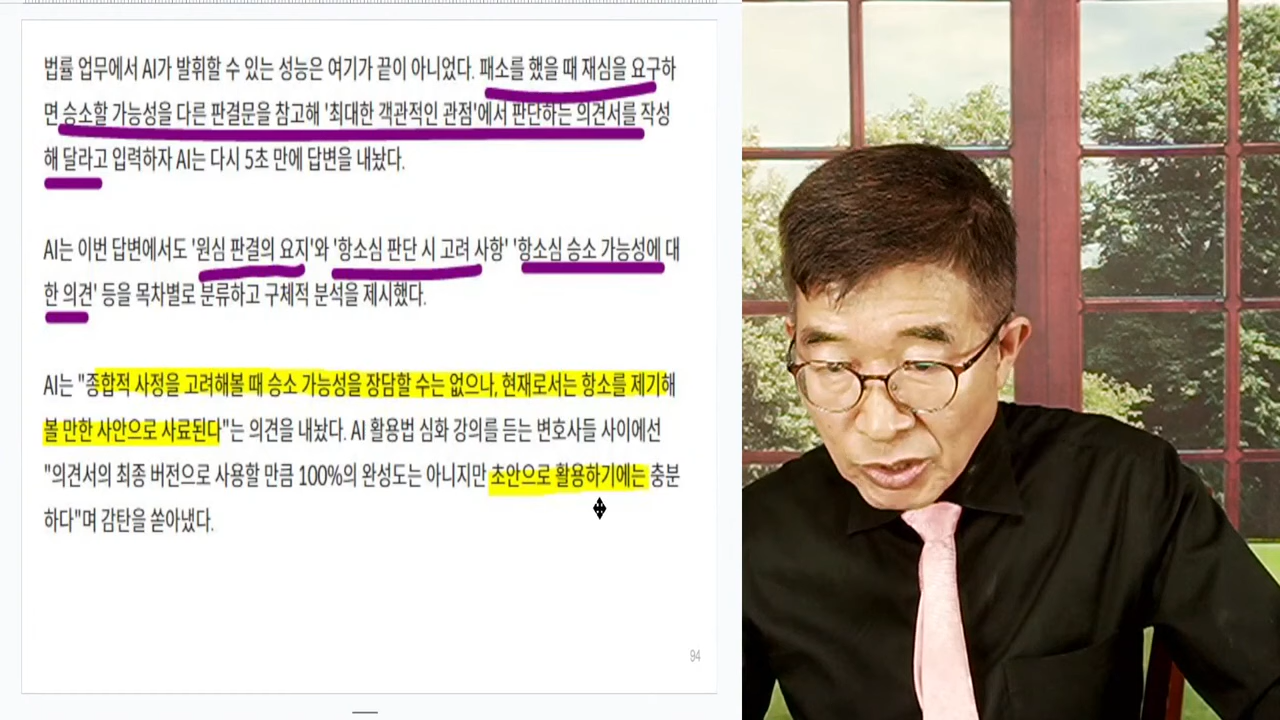 법률 업무에서 AI가 발휘할 수 있는 성능은 여기가 끝이 아니었다. 패소를 했을 때 재심을 요구하
면 승소할 가능성을 다른 판결문을 참고해 '최대한 객관적인 관점'에서 판단하는 의견서를 작성
해 달라고 입력하자 AI는 다시 5초 만에 답변을 내놨다.
AI는 이번 답변에서도 '원심 판결의 요지'와 '항소심 판단 시 고려 사항' '항소심 승소 가능성에 대
한 의견' 등을 목차별로 분류하고 구체적 분석을 제시했다.
AI는 "종합적 사정을 고려해볼 때 승소 가능성을 장담할 수는 없으나, 현재로서는 항소를 제기해
볼 만한 사안으로 사료된다"는 의견을 내놨다. AI 활용법 심화 강의를 듣는 변호사들 사이에선
"의견서의 최종 버전으로 사용할 만큼 100%의 완성도는 아니지만 초안으로 활용하기에는 충분
하다"며 감탄을 쏟아냈다.
94